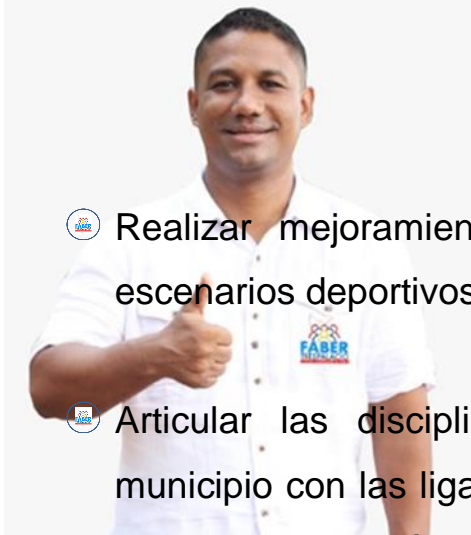 Realizar mejoramien
escenarios deportivos
FABER
Articular las discipli
municipio con las liga